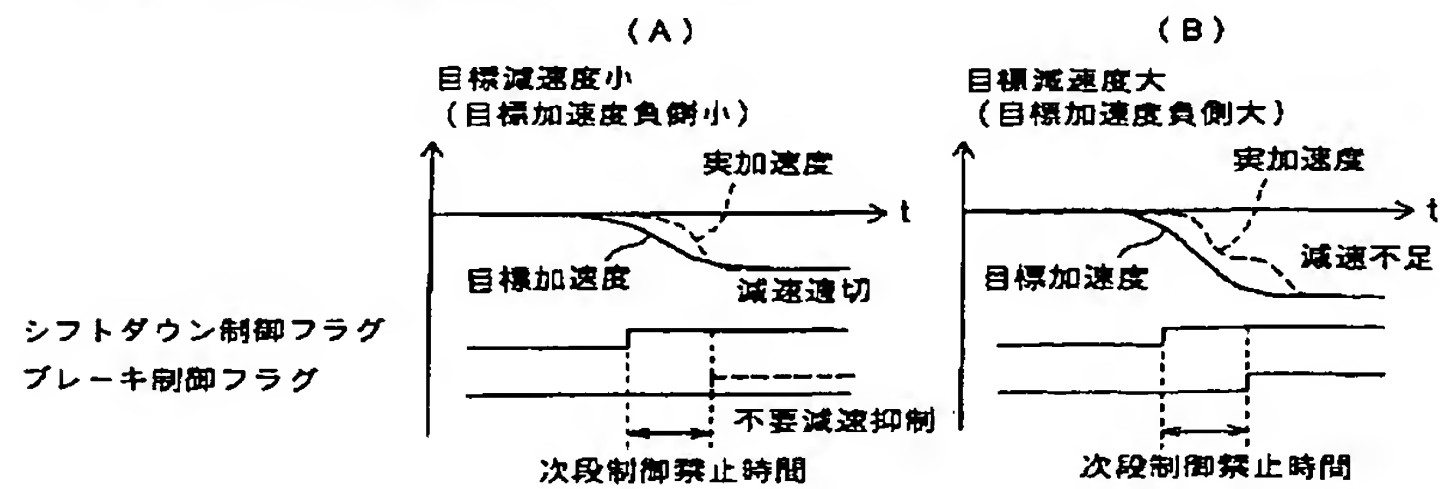 (A)
目標減速度小
(目標加速度負側小)
実加速度
t
目標加速度
減速適切
(B)
目標減速度大
(目標加速度負側大)
実加速度
t
目標加速度
減速不足
シフトダウン制御フラグ
ブレーキ制御フラグ
不要減速抑制
次段制御禁止時間
次段制御禁止時間